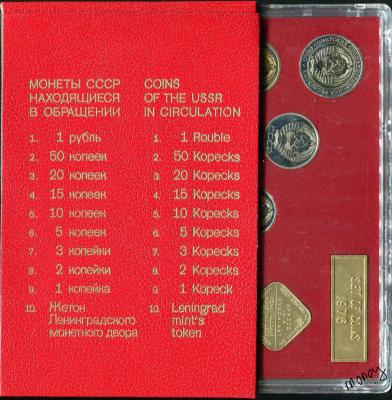 МОНЕТЫ СССР
НАХОДЯЩИЕСЯ
В ОБРАЩЕНИИ
1. 1 рубль
2. 50 копеек
3. 20 копеек
4. 15 копеек
5. 10 копеек
6. 5 копеек
7. 3 копейки
8. 2 копейки
9. 1 копейка
10. Жетон
Ленинградского
монетного двора
COINS
OF THE USSR
IN CIRCULATION
1. 1 Rouble
2. 50 Kopecks
3. 20 Kopecks
4. 15 Kopecks
5. 10 Kopecks
6. 5 Kopecks
7. 3 Kopecks
8. 2 Kopecks
9. 1 Kopeck
10. Leningrad
mint's
token
SET OF COINS
1976
money